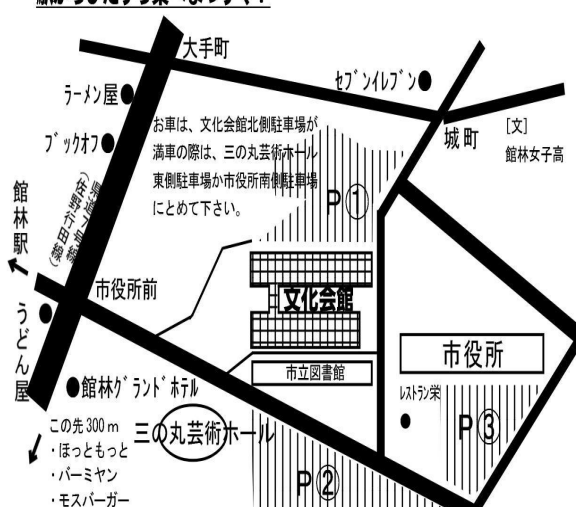 大手町
セブンイレブン
ラーメン屋
ブックオフ
お車は、文化会館北側駐車場が
満車の際は、三の丸芸術ホール
東側駐車場か市役所南側駐車場
にとめて下さい。
城町
[文]
館林女子高
P①
館林駅
(佐野行田線)
市役所前
文化会館
市立図書館
市役所
うどん屋
館林グランドホテル
レストラン栄
P③
この先300m
・ほっともっと
・バーミヤン
・モスバーガー
三の丸芸術ホール
P②